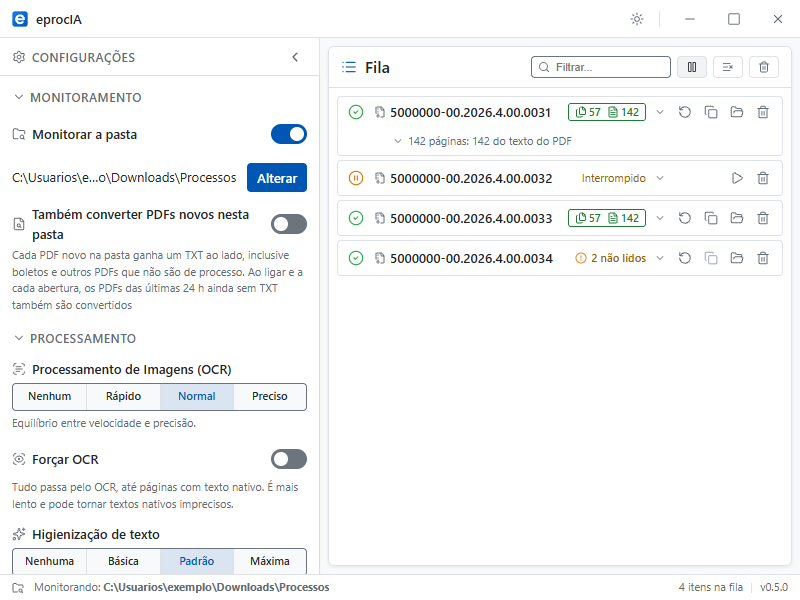 eprocIA
CONFIGURAÇÕES
MONITORAMENTO
Monitorar a pasta
C:\Usuarios\e...o\Downloads\Processos
Alterar
Também converter PDFs novos nesta
pasta
Cada PDF novo na pasta ganha um TXT ao lado, inclusive
boletos e outros PDFs que não são de processo. Ao ligar e a
cada abertura, os PDFs das últimas 24 h ainda sem TXT
também são convertidos
PROCESSAMENTO
Processamento de Imagens (OCR)
Nenhum Rápido Normal Preciso
Equilíbrio entre velocidade e precisão.
Forçar OCR
Tudo passa pelo OCR, até páginas com texto nativo. É mais
lento e pode tornar textos nativos imprecisos.
Higienização de texto
Nenhuma Básica Padrão Máxima
Fila
Filtrar...
5000000-00.2026.4.00.0031 57 142
142 páginas: 142 do texto do PDF
5000000-00.2026.4.00.0032 Interrompido
5000000-00.2026.4.00.0033 57 142
5000000-00.2026.4.00.0034 2 não lidos
Monitorando: C:\Usuarios\exemplo\Downloads\Processos
4 itens na fila v0.5.0